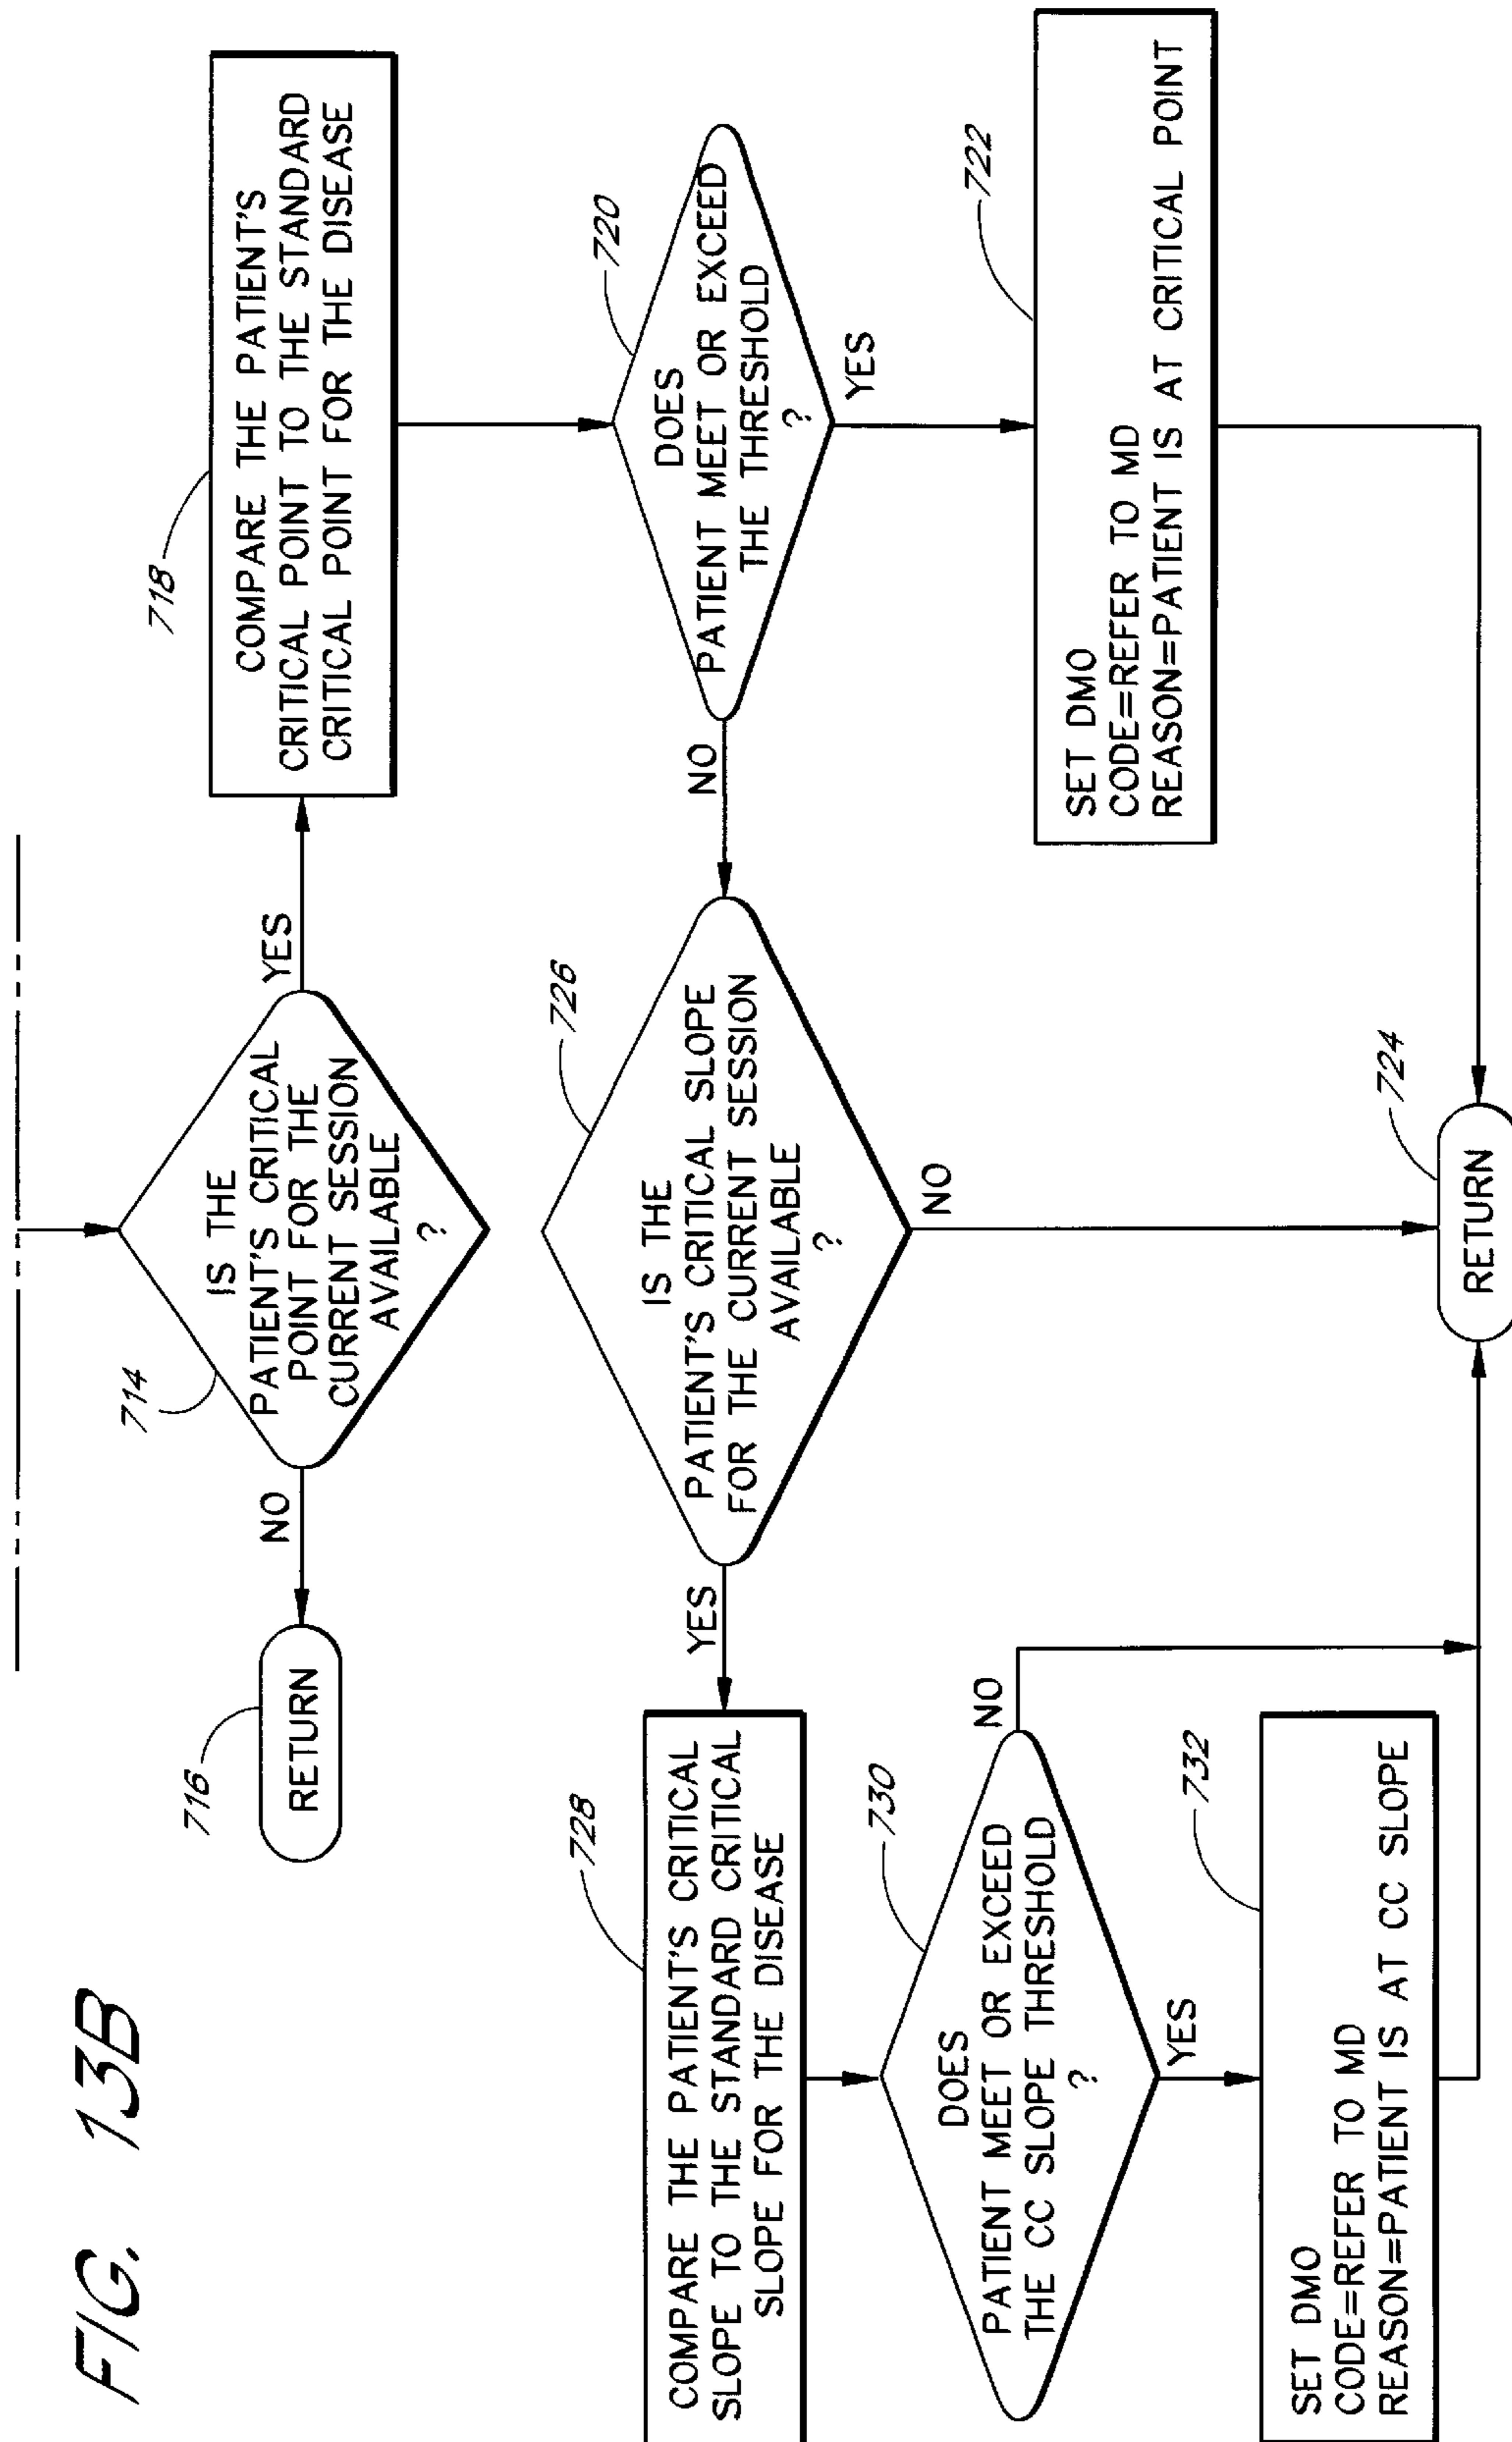 FIG. 13B
714
IS THE
PATIENT'S CRITICAL
POINT FOR THE
CURRENT SESSION
AVAILABLE
?
NO
YES
716
RETURN
718
COMPARE THE PATIENT'S
CRITICAL POINT TO THE STANDARD
CRITICAL POINT FOR THE DISEASE
720
DOES
PATIENT MEET OR EXCEED
THE THRESHOLD
?
NO
YES
722
SET DMO
CODE=REFER TO MD
REASON=PATIENT IS AT CRITICAL POINT
726
IS THE
PATIENT'S CRITICAL SLOPE
FOR THE CURRENT SESSION
AVAILABLE
?
YES
NO
728
COMPARE THE PATIENT'S CRITICAL
SLOPE TO THE STANDARD CRITICAL
SLOPE FOR THE DISEASE
730
DOES
PATIENT MEET OR EXCEED
THE CC SLOPE THRESHOLD
?
NO
YES
732
SET DMO
CODE=REFER TO MD
REASON=PATIENT IS AT CC SLOPE
724
RETURN